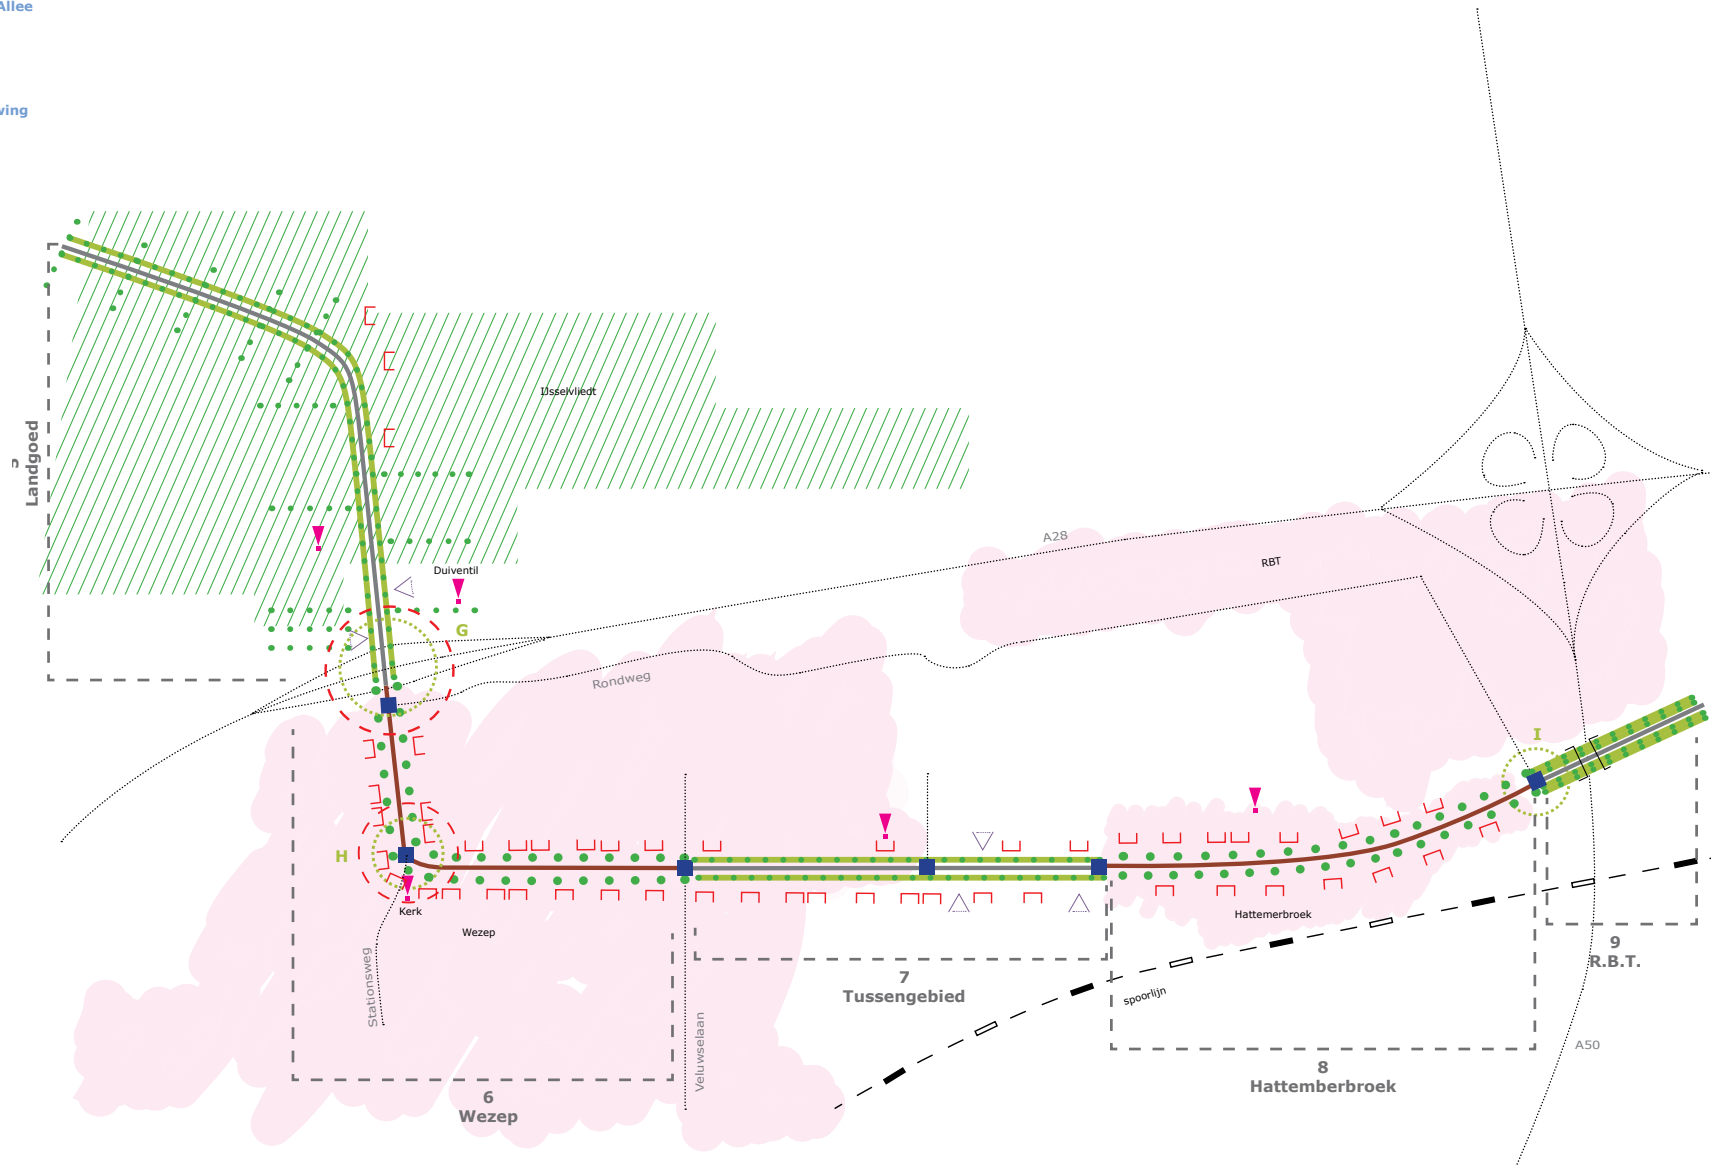 Allee
Landgoed
IJsselvliedt
A28
RBT
Duiventil
G
Rondweg
I
H
Kerk
Wezep
Hattemerbroek
Stationsweg
Veluwselaan
spoorlijn
7
Tussengebied
9
R.B.T.
A50
8
Hattemberbroek
6
Wezep